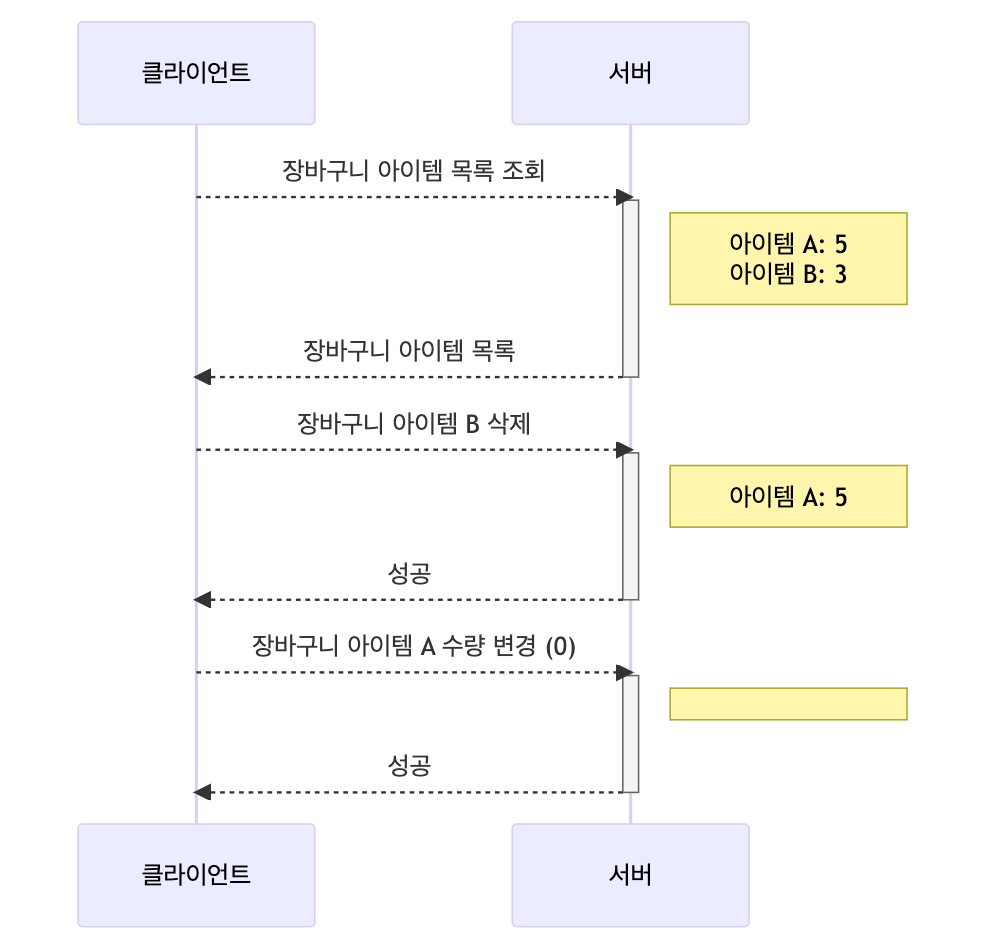 클라이언트
서버
장바구니 아이템 목록 조회
아이템 A: 5
아이템 B: 3
장바구니 아이템 목록
장바구니 아이템 B 삭제
아이템 A: 5
성공
장바구니 아이템 A 수량 변경 (0)
성공
클라이언트
서버